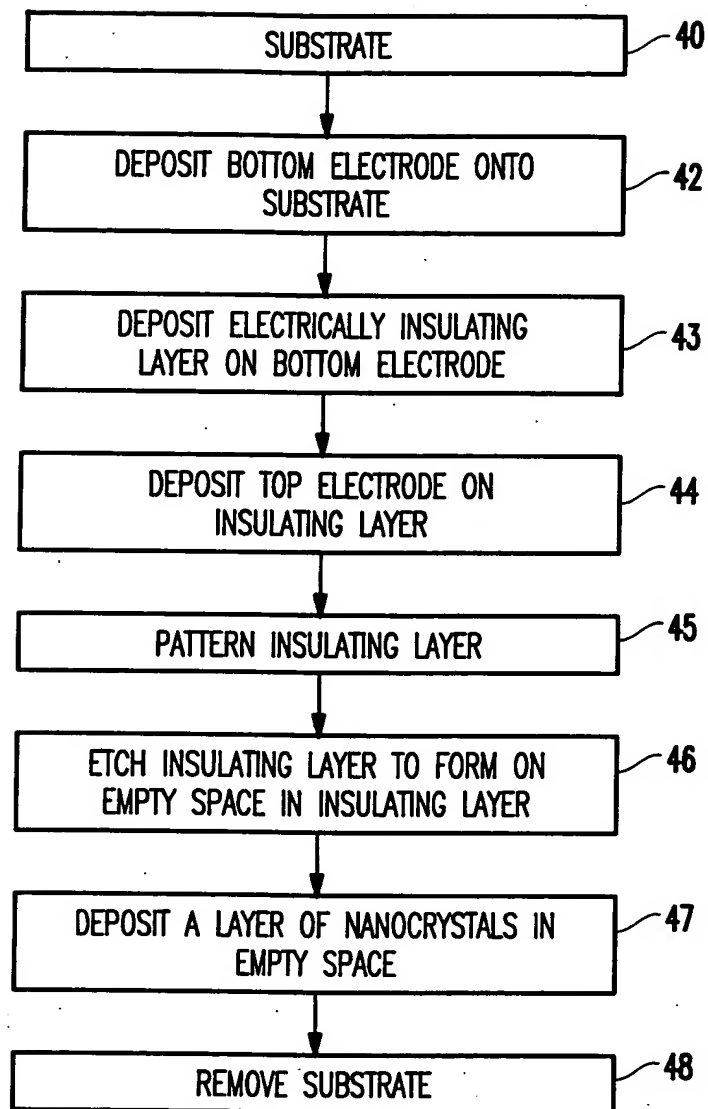 SUBSTRATE
40
DEPOSIT BOTTOM ELECTRODE ONTO
SUBSTRATE
42
DEPOSIT ELECTRICALLY INSULATING
LAYER ON BOTTOM ELECTRODE
43
DEPOSIT TOP ELECTRODE ON
INSULATING LAYER
44
PATTERN INSULATING LAYER
45
ETCH INSULATING LAYER TO FORM ON
EMPTY SPACE IN INSULATING LAYER
46
DEPOSIT A LAYER OF NANOCRYSTALS IN
EMPTY SPACE
47
REMOVE SUBSTRATE
48